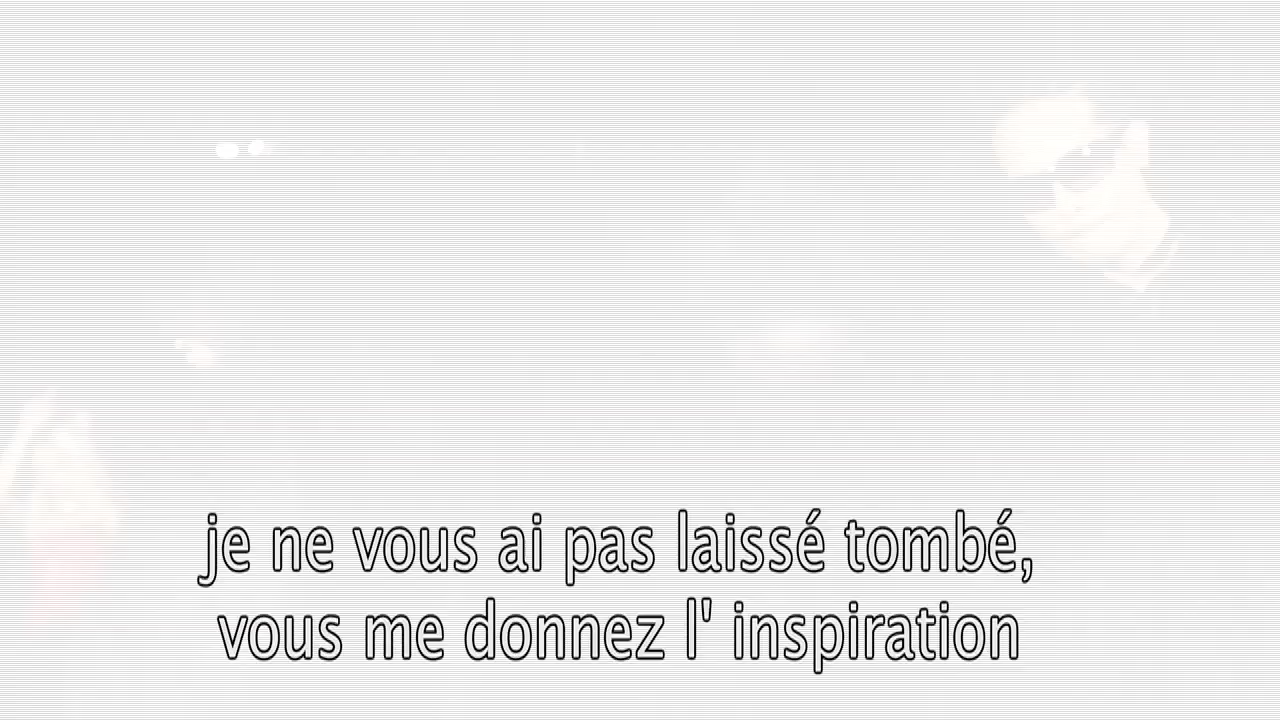 je ne vous ai pas laissé tombé,
vous me donnez l' inspiration